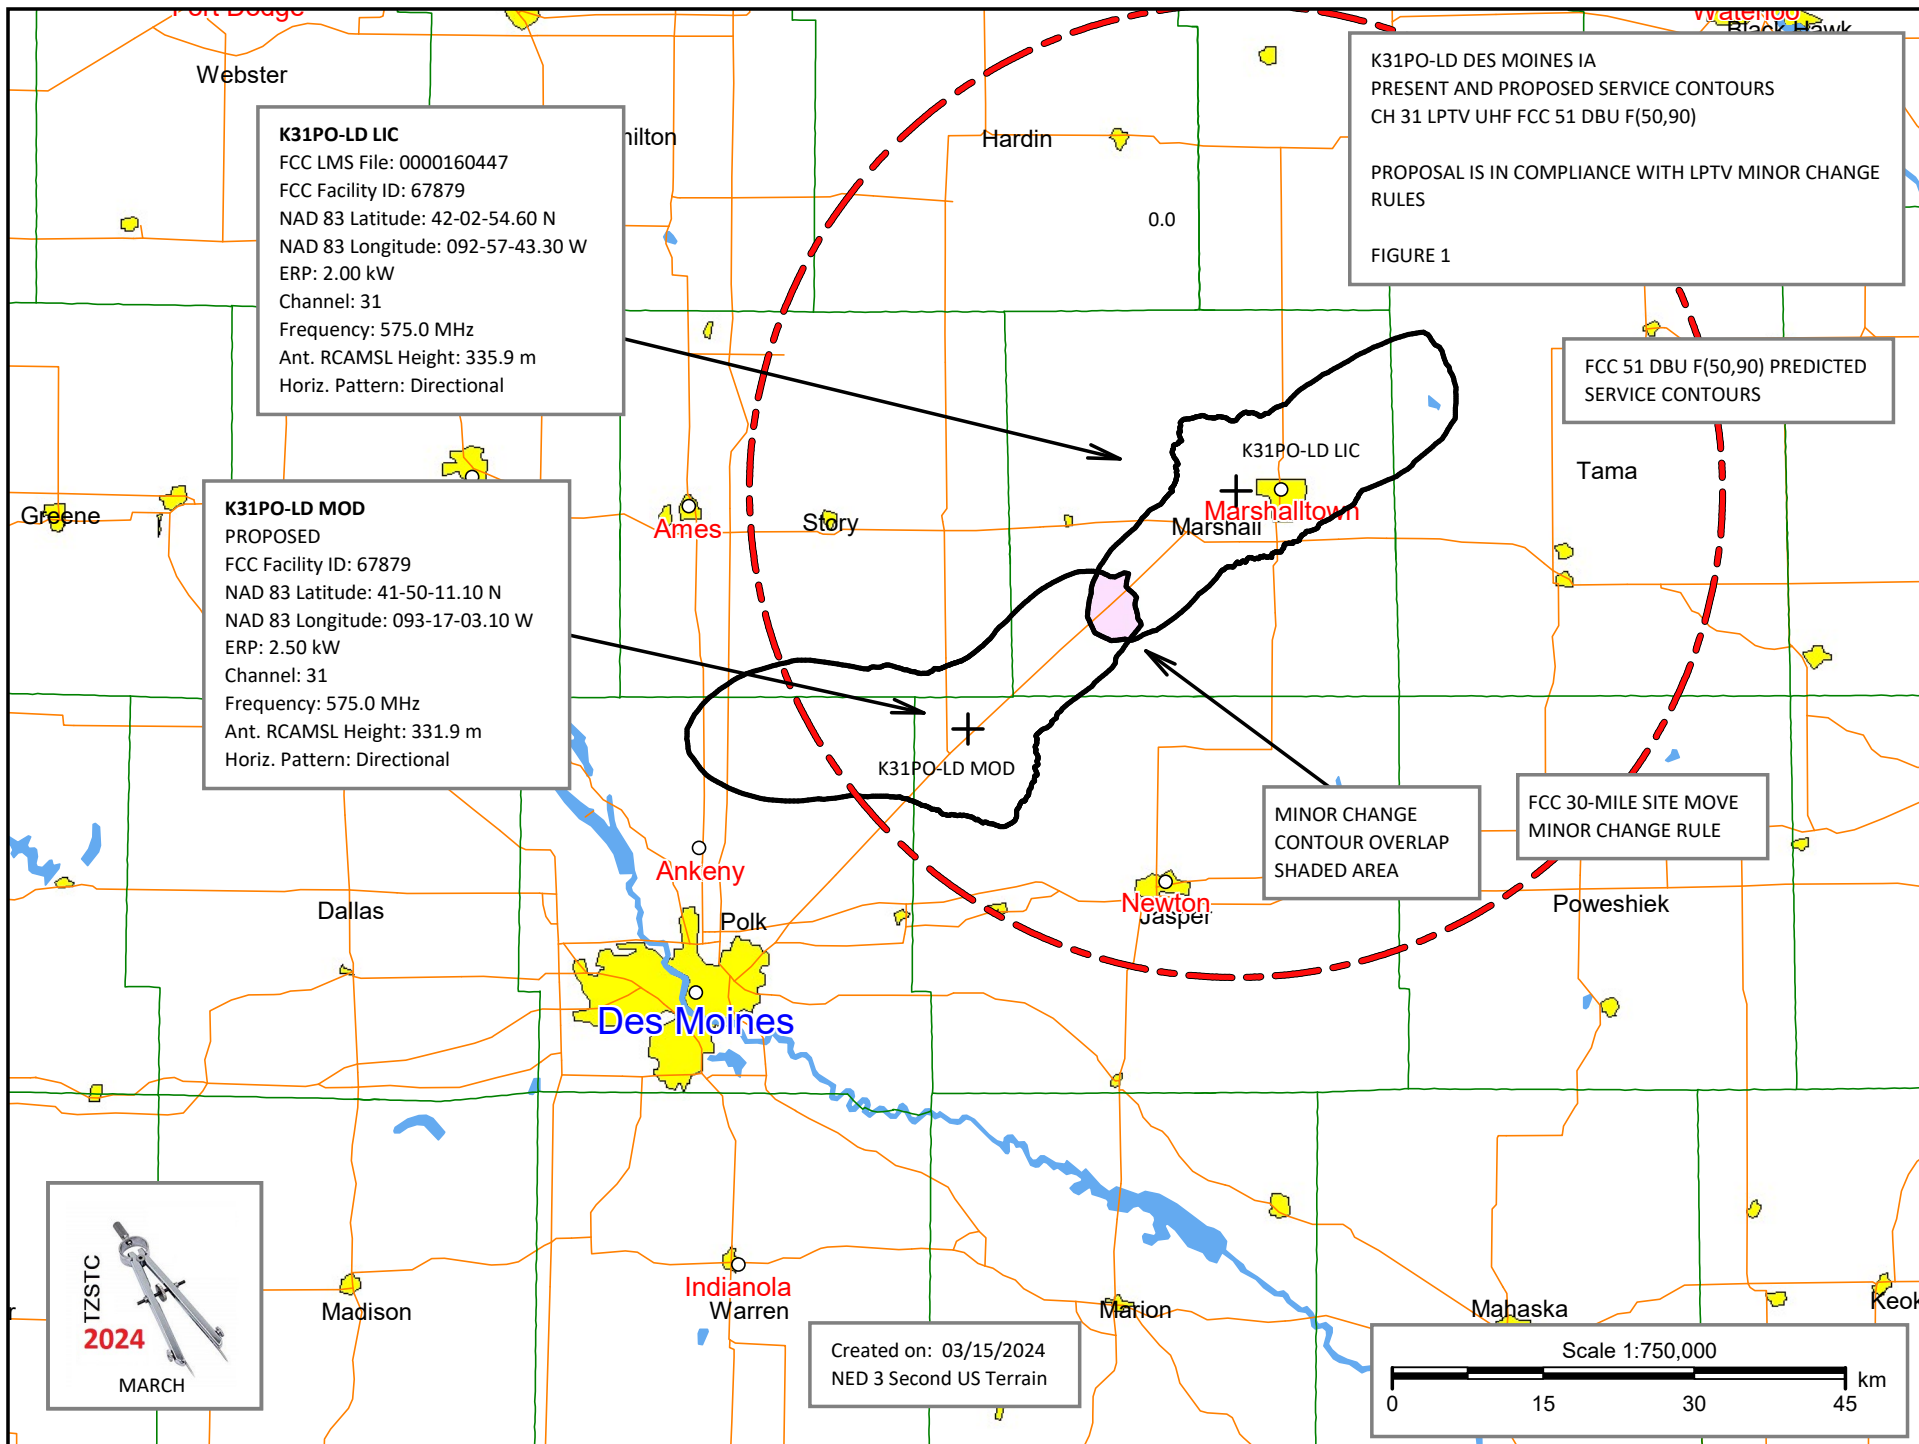 Fort Dodge
Waterloo
Black Hawk
Webster
K31PO-LD LIC
FCC LMS File: 0000160447
FCC Facility ID: 67879
NAD 83 Latitude: 42-02-54.60 N
NAD 83 Longitude: 092-57-43.30 W
ERP: 2.00 kW
Channel: 31
Frequency: 575.0 MHz
Ant. RCAMSL Height: 335.9 m
Horiz. Pattern: Directional
milton
Hardin
0.0
K31PO-LD DES MOINES IA
PRESENT AND PROPOSED SERVICE CONTOURS
CH 31 LPTV UHF FCC 51 DBU F(50,90)
PROPOSAL IS IN COMPLIANCE WITH LPTV MINOR CHANGE
RULES
FIGURE 1
FCC 51 DBU F(50,90) PREDICTED
SERVICE CONTOURS
K31PO-LD LIC
Tama
Marshalltown
Marshall
Greene
Ames
Story
K31PO-LD MOD
PROPOSED
FCC Facility ID: 67879
NAD 83 Latitude: 41-50-11.10 N
NAD 83 Longitude: 093-17-03.10 W
ERP: 2.50 kW
Channel: 31
Frequency: 575.0 MHz
Ant. RCAMSL Height: 331.9 m
Horiz. Pattern: Directional
K31PO-LD MOD
MINOR CHANGE
CONTOUR OVERLAP
SHADED AREA
FCC 30-MILE SITE MOVE
MINOR CHANGE RULE
Ankeny
Dallas
Polk
Newton
Jasper
Poweshiek
Des Moines
TZSTC
2024
MARCH
Madison
Indianola
Warren
Marion
Mahaska
Keok
r
Created on: 03/15/2024
NED 3 Second US Terrain
Scale 1:750,000
km
0 15 30 45